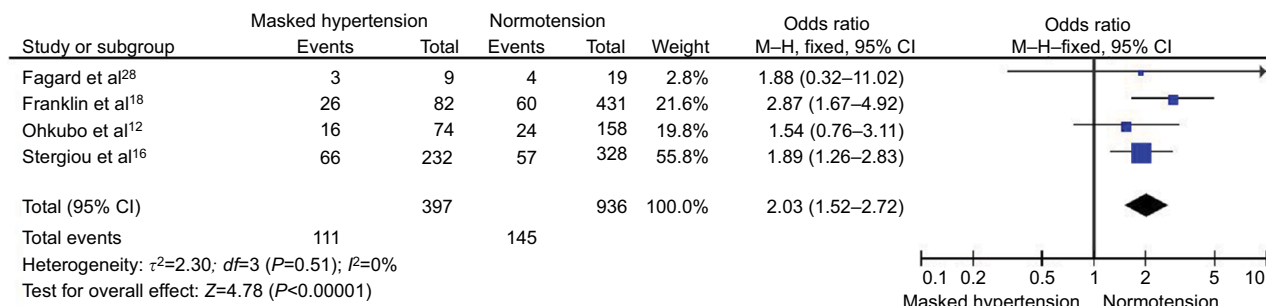 Masked hypertension Normotension Odds ratio Odds ratio
Study or subgroup Events Total Events Total Weight M–H, fixed, 95% CI M–H–fixed, 95% CI
Fagard et al28 3 9 4 19 2.8% 1.88 (0.32–11.02)
Franklin et al18 26 82 60 431 21.6% 2.87 (1.67–4.92)
Ohkubo et al12 16 74 24 158 19.8% 1.54 (0.76–3.11)
Stergiou et al16 66 232 57 328 55.8% 1.89 (1.26–2.83)
Total (95% CI) 397 936 100.0% 2.03 (1.52–2.72)
Total events 111 145
Heterogeneity: τ2=2.30; df=3 (P=0.51); I2=0%
Test for overall effect: Z=4.78 (P<0.00001)
0.1 0.2 0.5 1 2 5 10
Masked hypertension Normotension